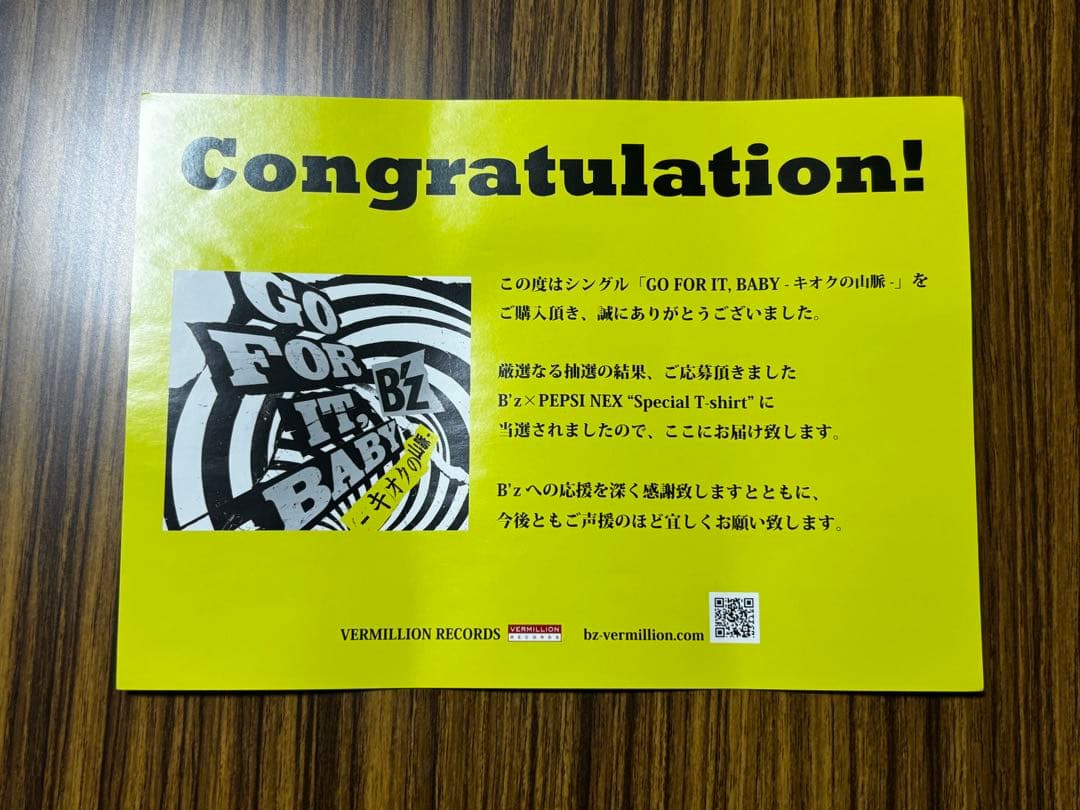 Congratulation!
この度はシングル「GO FOR IT, BABY - キオクの山脈 -」を
ご購入頂き、誠にありがとうございました。
厳選なる抽選の結果、ご応募頂きました
B'z×PEPSI NEX “Special T-shirt” に
当選されましたので、ここにお届け致します。
B'z への応援を深く感謝致しますとともに、
今後ともご声援のほど宜しくお願い致します。
GO
FOR
B'z
IT,
BABY
- キオクの山脈 -
VERMILLION RECORDS
VERMILLION
RECORDS
bz-vermillion.com